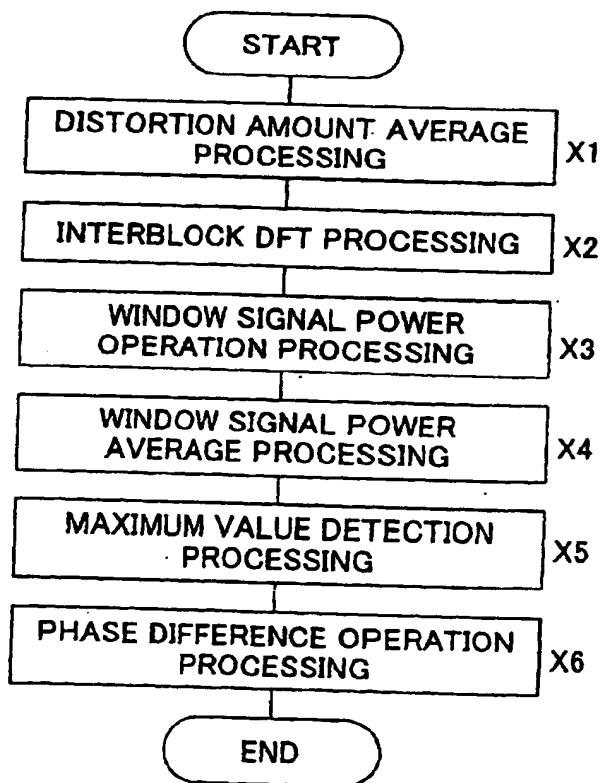 START
DISTORTION AMOUNT AVERAGE
PROCESSING
X1
INTERBLOCK DFT PROCESSING
X2
WINDOW SIGNAL POWER
OPERATION PROCESSING
X3
WINDOW SIGNAL POWER
AVERAGE PROCESSING
X4
MAXIMUM VALUE DETECTION
PROCESSING
X5
PHASE DIFFERENCE OPERATION
PROCESSING
X6
END